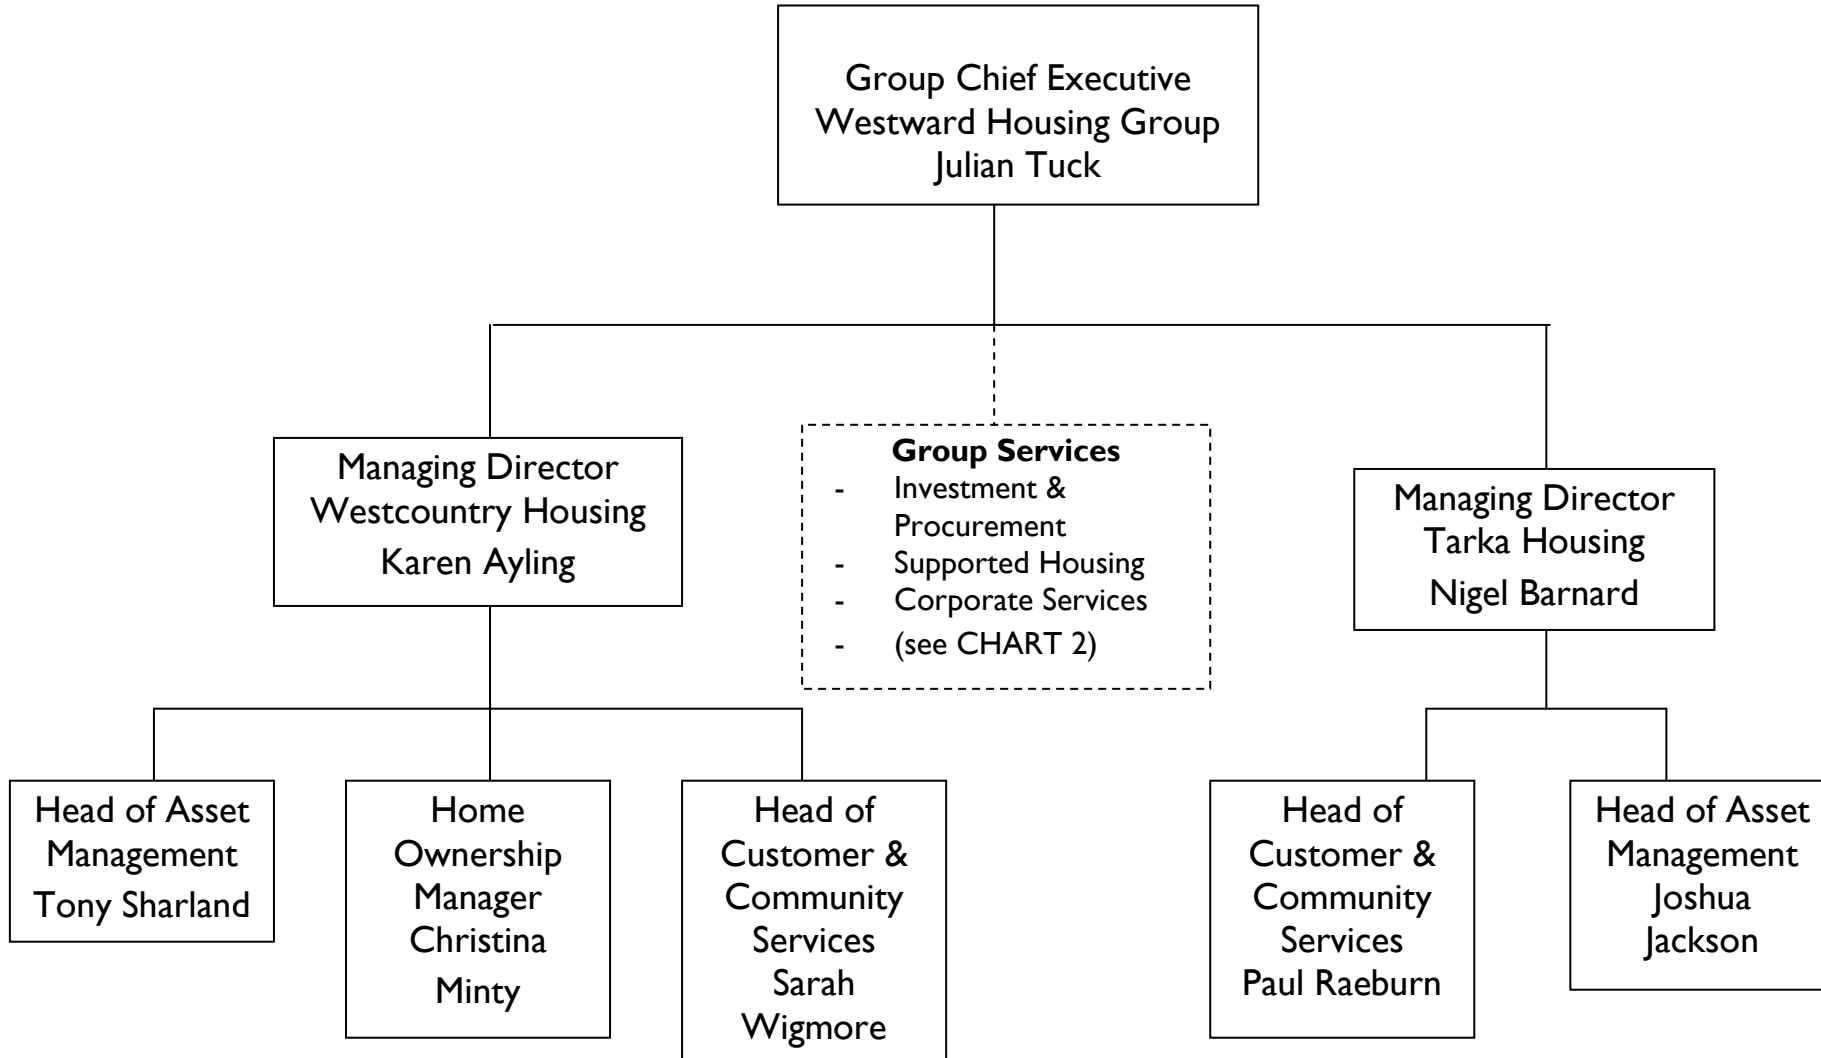 Group Chief Executive
Westward Housing Group
Julian Tuck
Managing Director
Westcountry Housing
Karen Ayling
Group Services
- Investment &
Procurement
- Supported Housing
- Corporate Services
- (see CHART 2)
Managing Director
Tarka Housing
Nigel Barnard
Head of Asset
Management
Tony Sharland
Home
Ownership
Manager
Christina
Minty
Head of
Customer &
Community
Services
Sarah
Wigmore
Head of
Customer &
Community
Services
Paul Raeburn
Head of Asset
Management
Joshua
Jackson